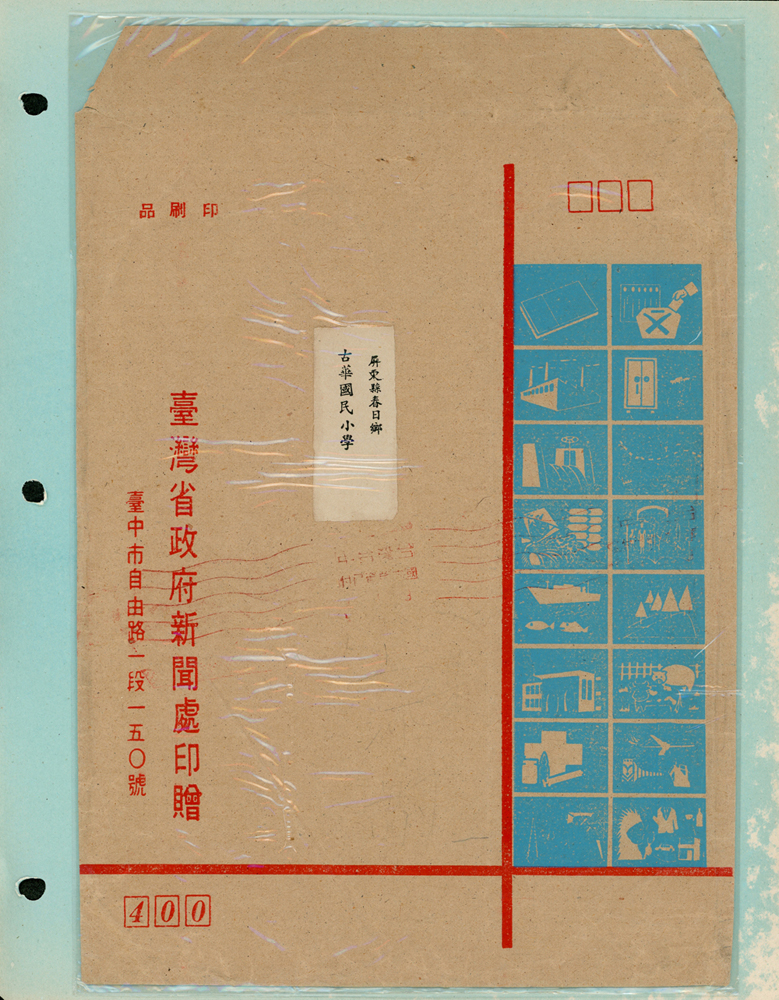 印刷品
屏東縣春日鄉
古華國民小學
臺灣省政府新聞處印贈
臺中市自由路一段一五〇號
400